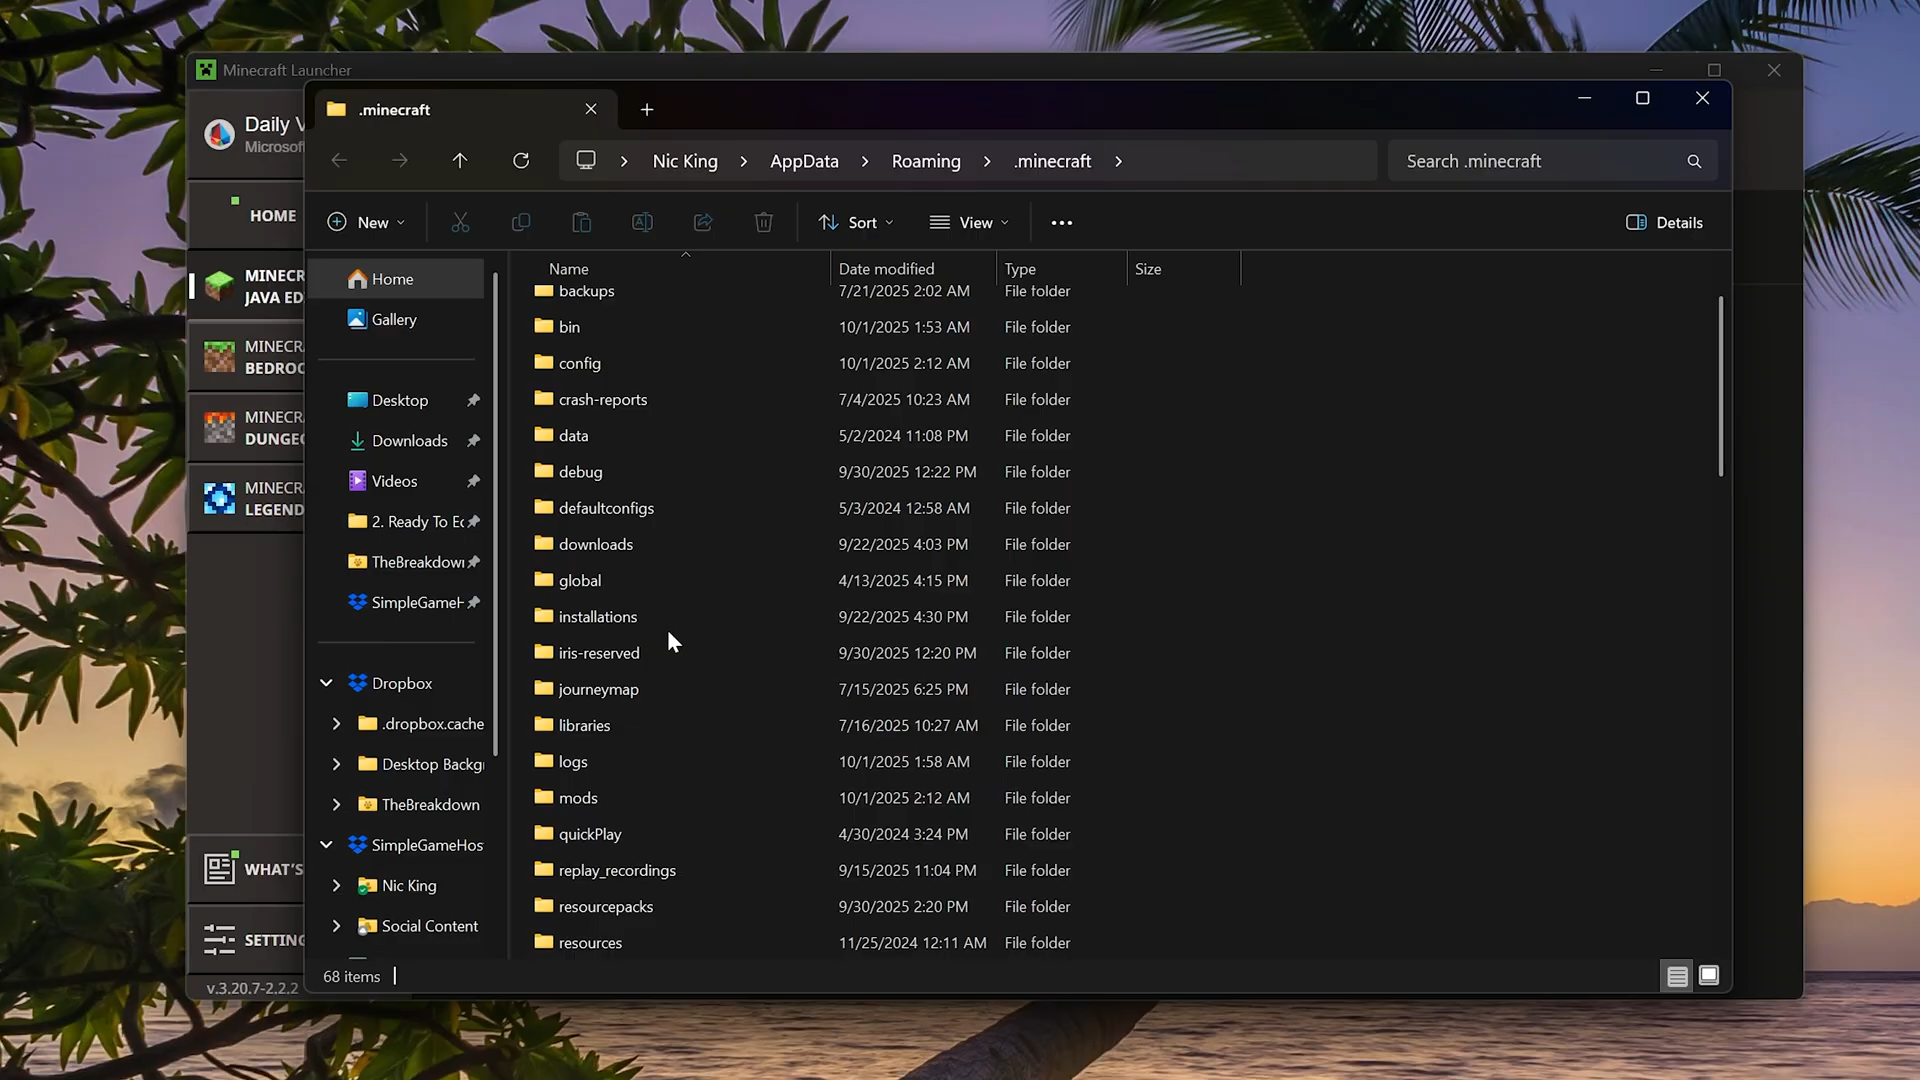 Minecraft Launcher
.minecraft
Daily V
Microsof
Nic King
AppData
Roaming
.minecraft
Search .minecraft
New
Sort
View
Details
HOME
MINECR
JAVA ED
MINECRA
BEDROC
MINECRA
DUNGEO
MINECRA
LEGEND
WHAT'S
SETTING
v.3.20.7-2.2.2
Home
Gallery
Desktop
Downloads
Videos
2. Ready To Ec
TheBreakdow
SimpleGameH
Dropbox
.dropbox.cache
Desktop Backg
TheBreakdown
SimpleGameHos
Nic King
Social Content
Name Date modified Type Size
backups 7/21/2025 2:02 AM File folder
bin 10/1/2025 1:53 AM File folder
config 10/1/2025 2:12 AM File folder
crash-reports 7/4/2025 10:23 AM File folder
data 5/2/2024 11:08 PM File folder
debug 9/30/2025 12:22 PM File folder
defaultconfigs 5/3/2024 12:58 AM File folder
downloads 9/22/2025 4:03 PM File folder
global 4/13/2025 4:15 PM File folder
installations 9/22/2025 4:30 PM File folder
iris-reserved 9/30/2025 12:20 PM File folder
journeymap 7/15/2025 6:25 PM File folder
libraries 7/16/2025 10:27 AM File folder
logs 10/1/2025 1:58 AM File folder
mods 10/1/2025 2:12 AM File folder
quickPlay 4/30/2024 3:24 PM File folder
replay_recordings 9/15/2025 11:04 PM File folder
resourcepacks 9/30/2025 2:20 PM File folder
resources 11/25/2024 12:11 AM File folder
68 items